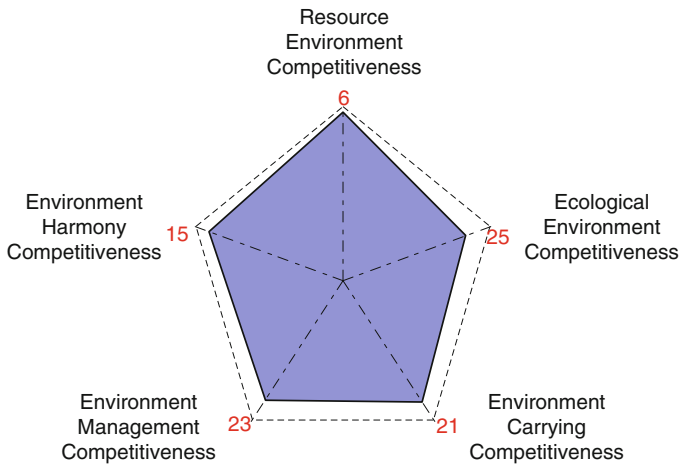 Resource
Environment
Competitiveness
6
Environment
Harmony
Competitiveness
15
Ecological
Environment
Competitiveness
25
Environment
Management
Competitiveness
23
Environment
Carrying
Competitiveness
21